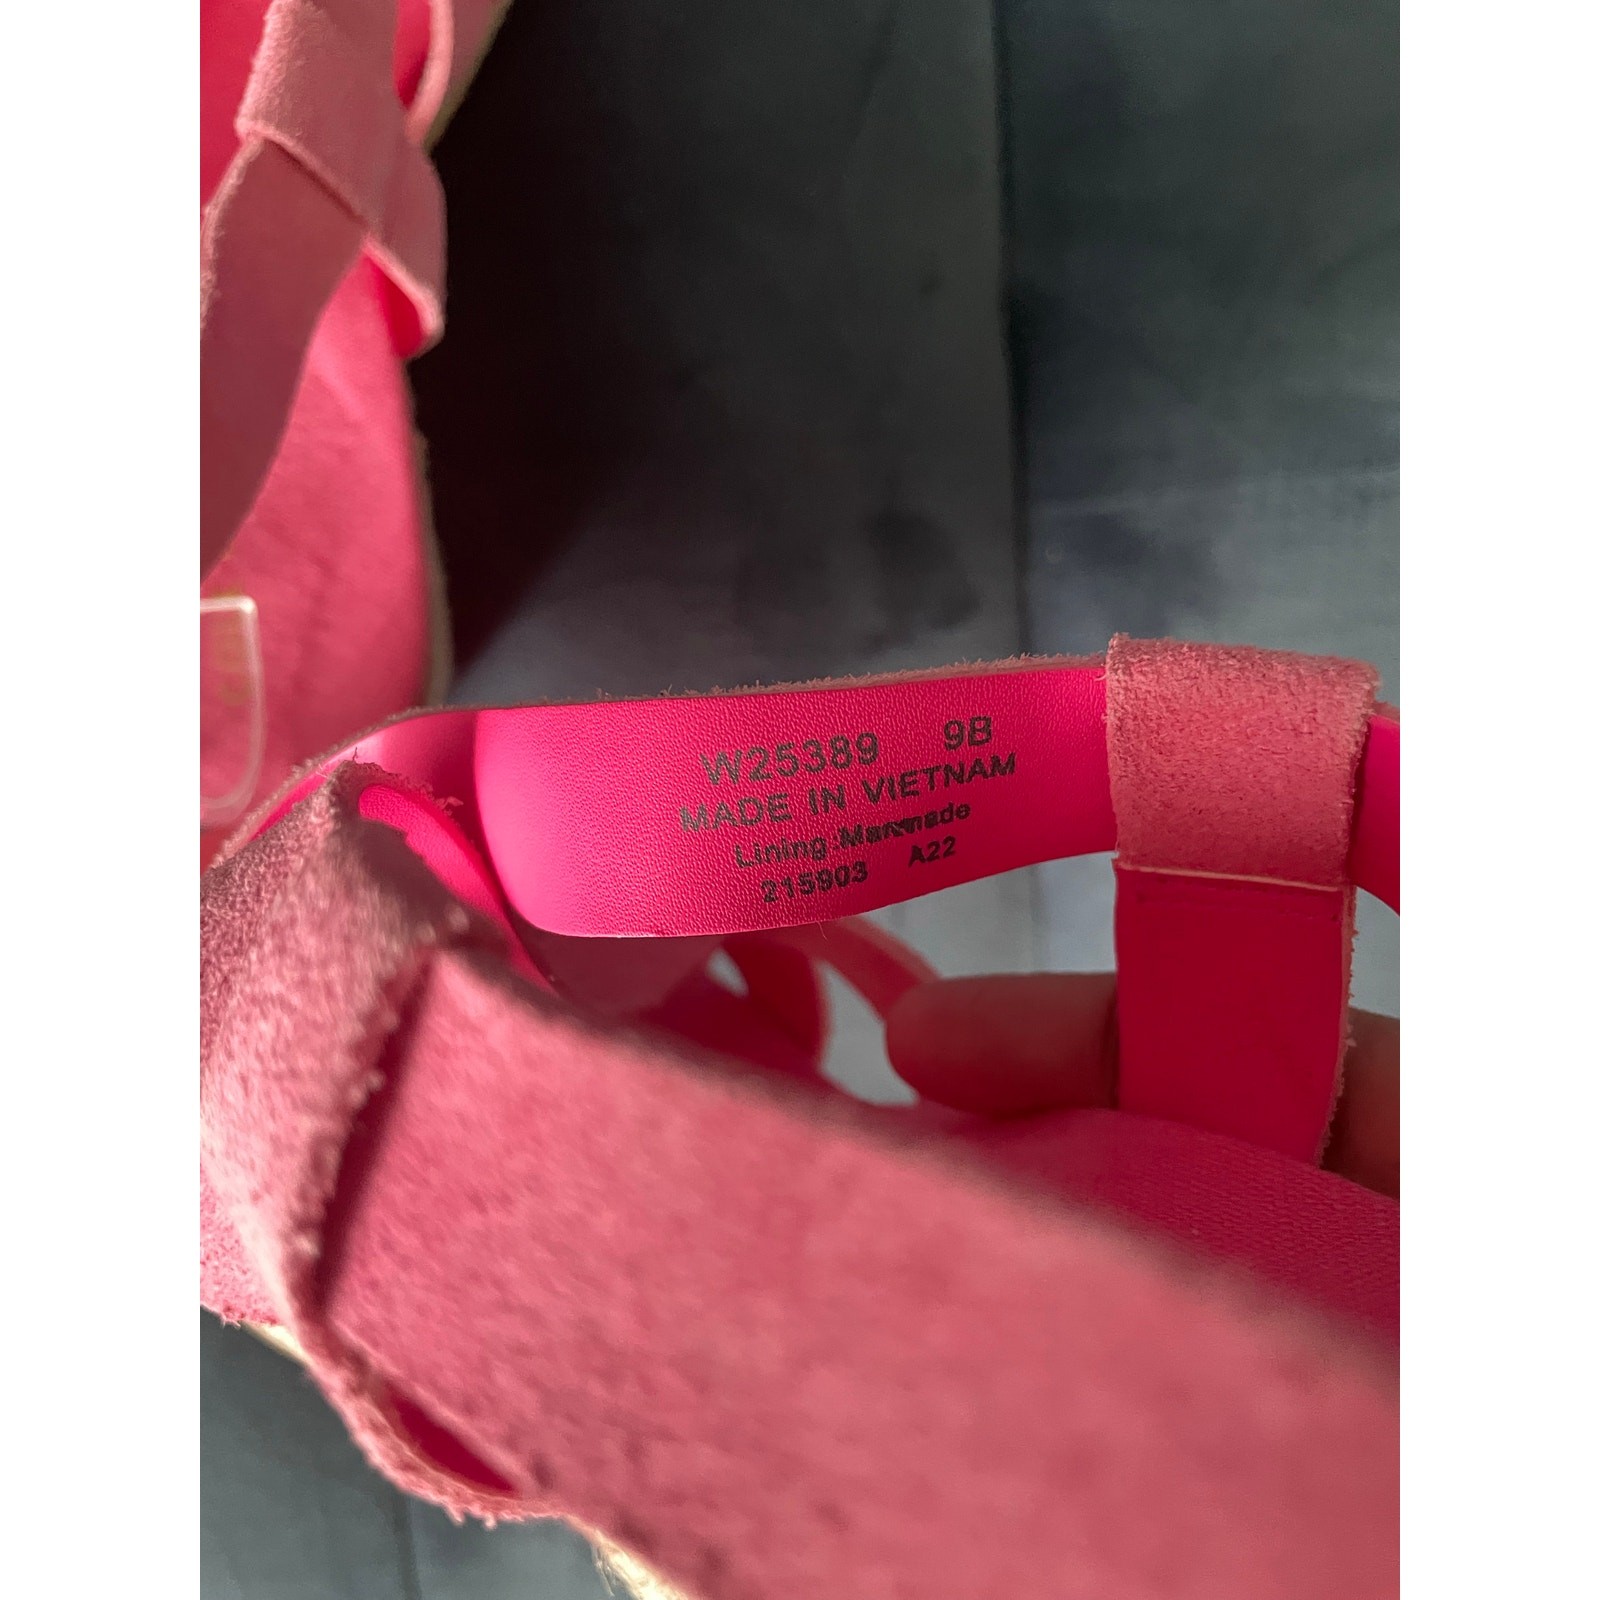 W25389 9B
MADE IN VIETNAM
Lining Manmade
215903 A22